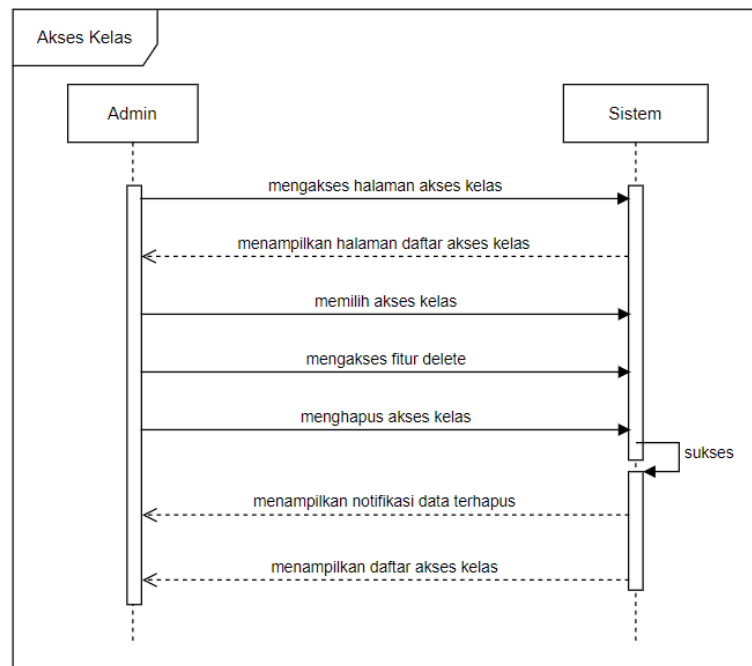 Akses Kelas
Admin
Sistem
mengakses halaman akses kelas
menampilkan halaman daftar akses kelas
memilih akses kelas
mengakses fitur delete
menghapus akses kelas
sukses
menampilkan notifikasi data terhapus
menampilkan daftar akses kelas